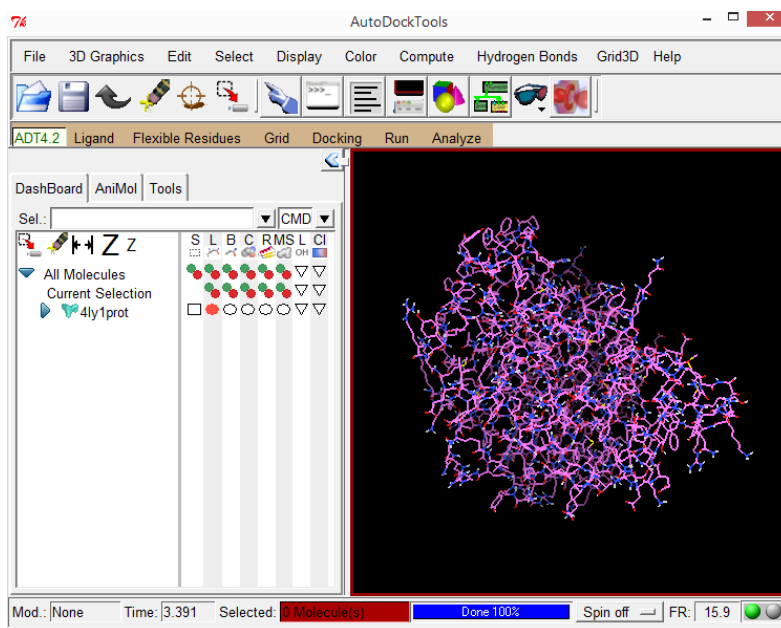 7% AutoDockTools
File 3D Graphics Edit Select Display Color Compute Hydrogen Bonds Grid3D Help
>>>_
ADT4.2 Ligand Flexible Residues Grid Docking Run Analyze
DashBoard AniMol Tools
Sel.: CMD
Z Z S L B C R MS L Cl
OH
All Molecules
Current Selection
4ly1prot
Mod.: None Time: 3.391 Selected: 0 Molecule(s) Done 100% Spin off FR: 15.9